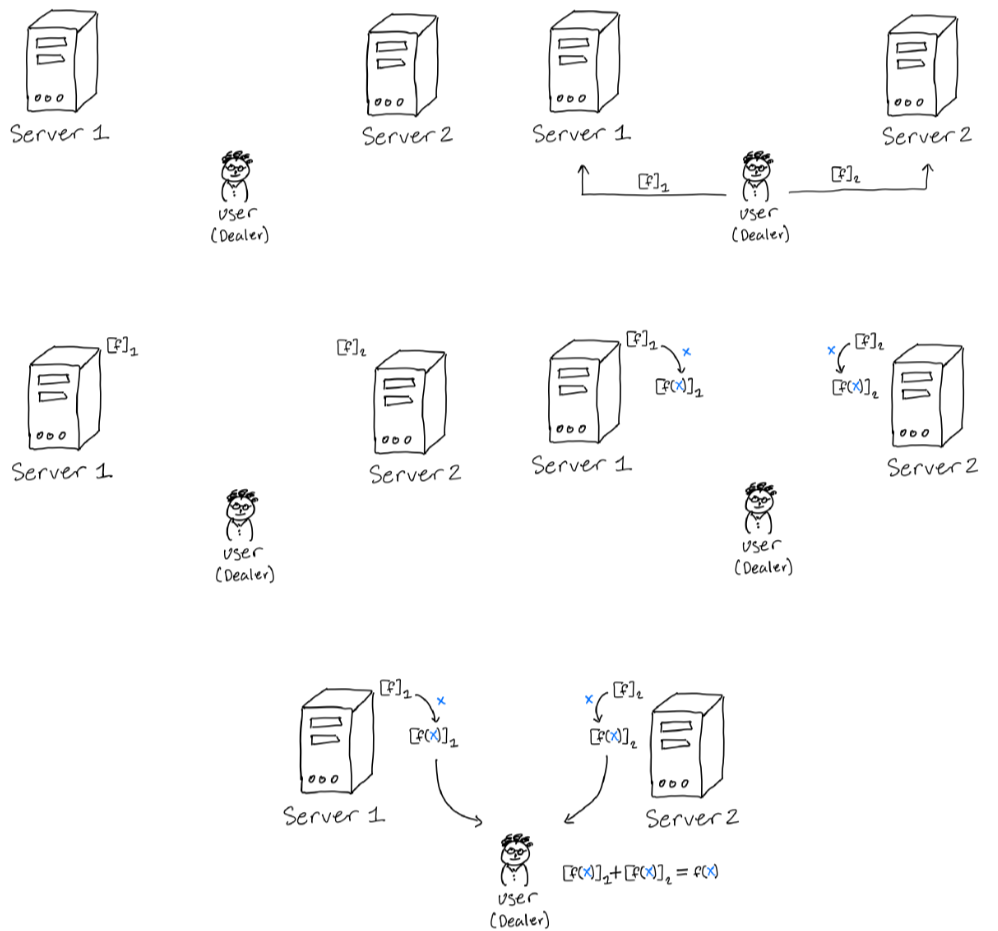 Server 1
Server 2
user
(Dealer)
Server 1
Server 2
[f]₁
[f]₂
user
(Dealer)
[f]₁
[f]₂
Server 1
Server 2
user
(Dealer)
[f]₁
x
[f(x)]₁
[f]₂
x
[f(x)]₂
Server 1
Server 2
user
(Dealer)
[f]₁
x
[f(x)]₁
[f]₂
x
[f(x)]₂
Server 1
Server 2
[f(x)]₁+[f(x)]₂ = f(x)
user
(Dealer)